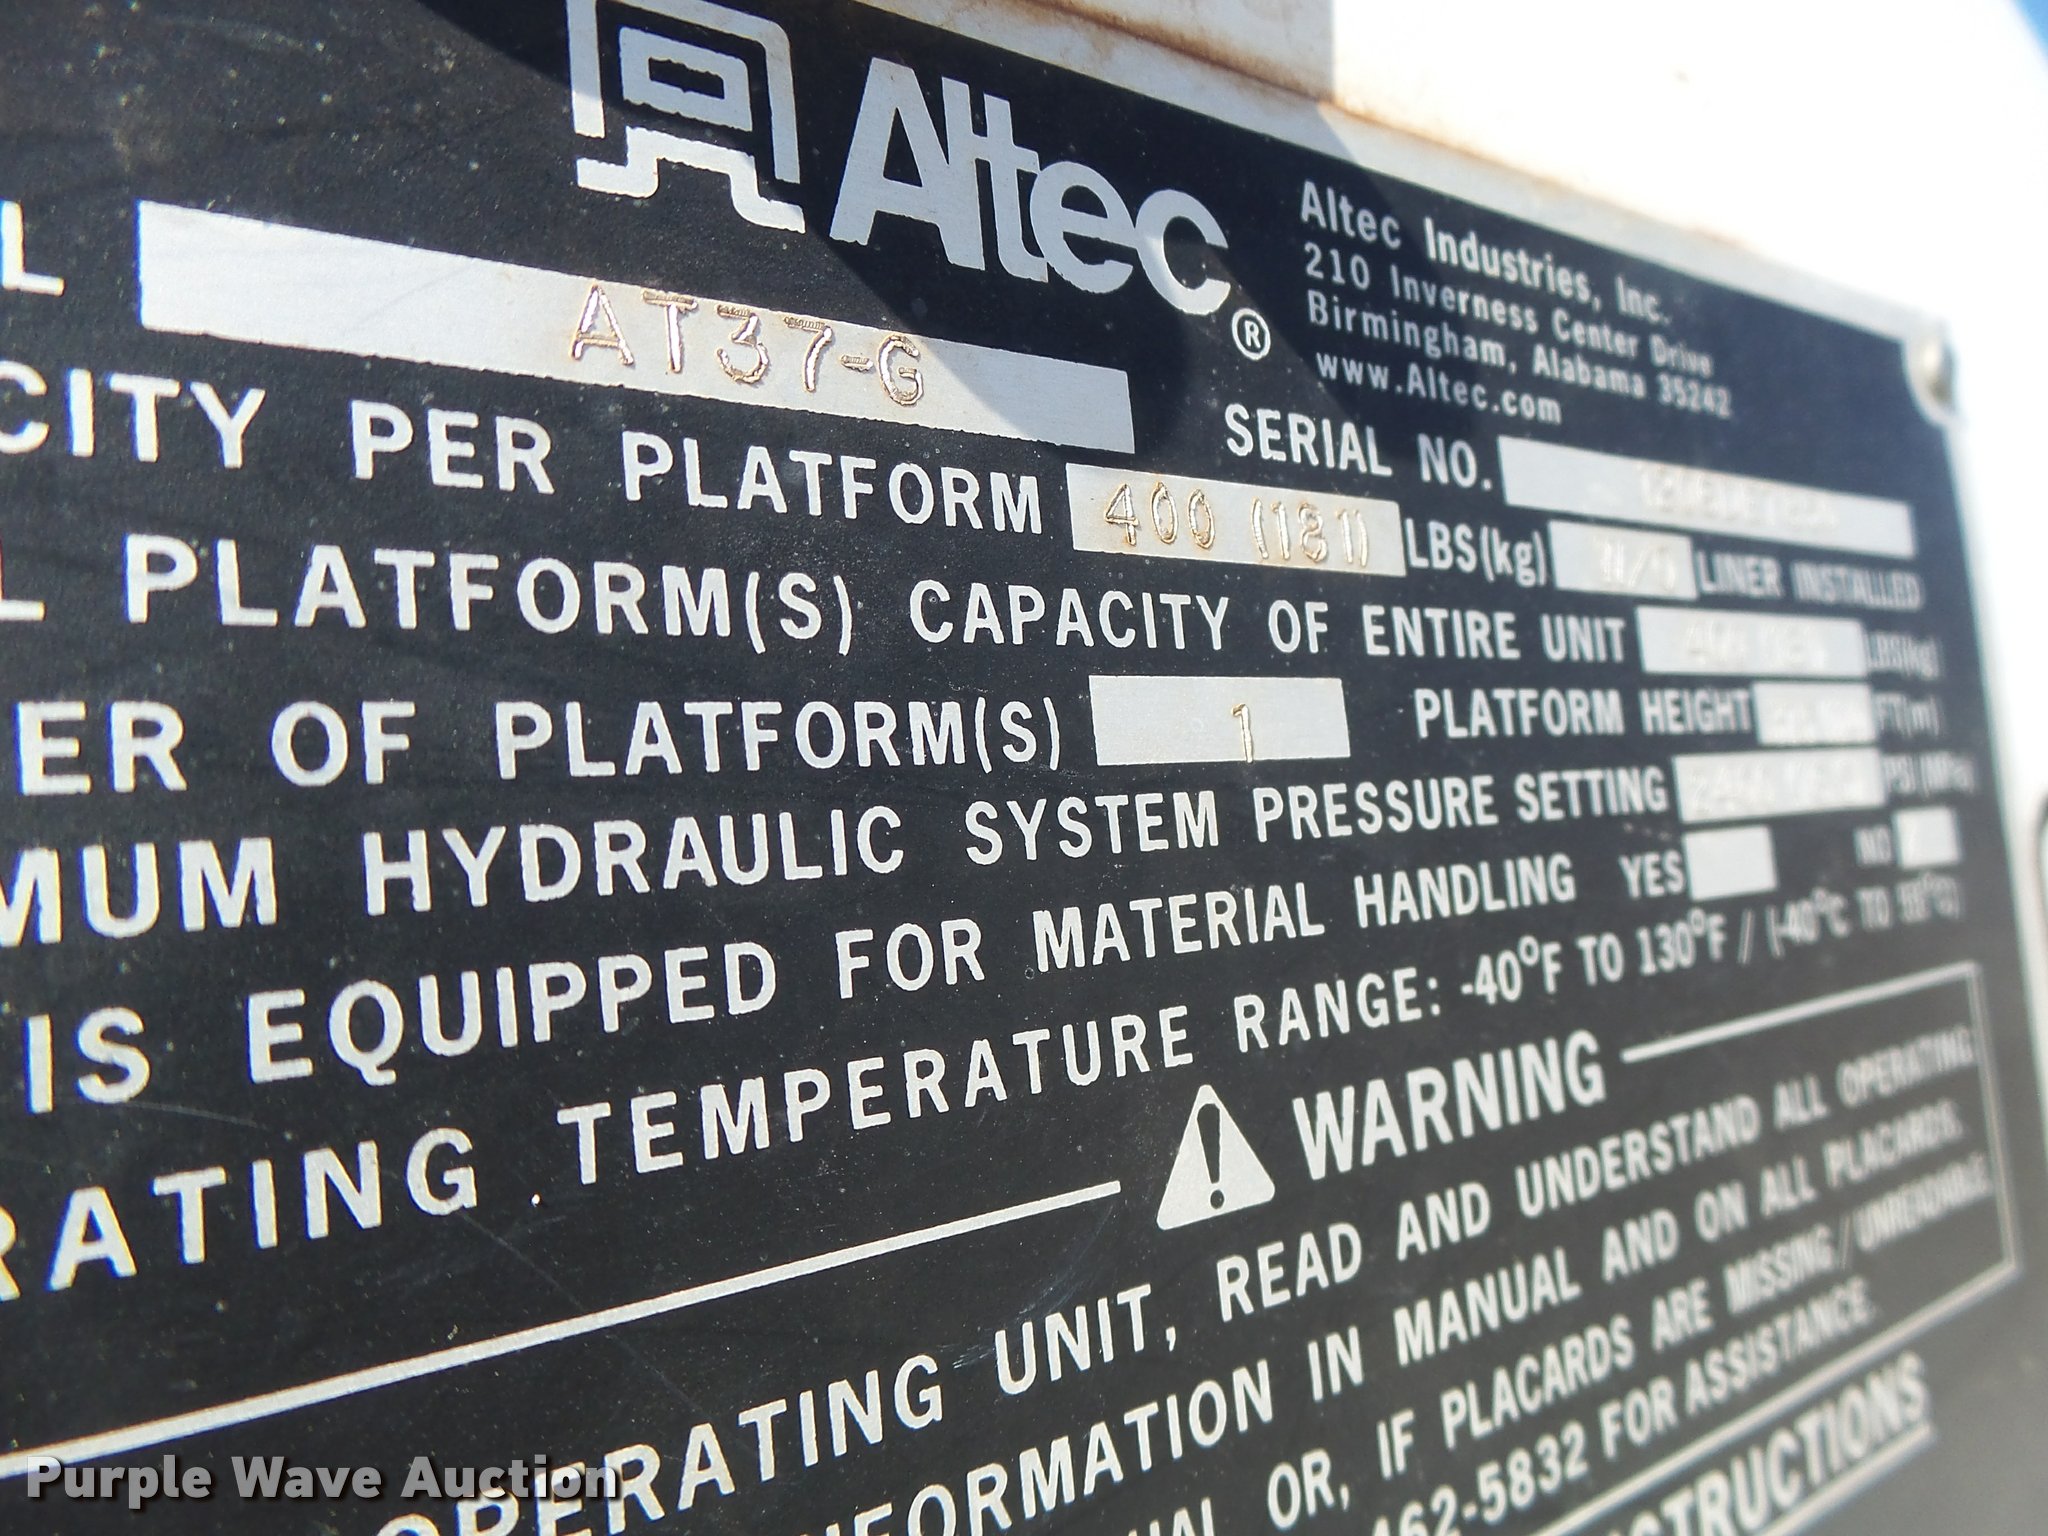 Altec®
Altec Industries, Inc.
210 Inverness Center Drive
Birmingham, Alabama 35242
www.Altec.com
L AT37-G SERIAL NO.
CITY PER PLATFORM 400 (181) LBS(kg) LINER INSTALLED
L PLATFORM(S) CAPACITY OF ENTIRE UNIT LBS(kg)
ER OF PLATFORM(S) 1 PLATFORM HEIGHT FT(m)
MUM HYDRAULIC SYSTEM PRESSURE SETTING PSI(MPa)
IS EQUIPPED FOR MATERIAL HANDLING YES NO
RATING TEMPERATURE RANGE: -40°F TO 130°F / (-40°C TO 55°C)
WARNING
OPERATING UNIT, READ AND UNDERSTAND ALL OPERATING
INFORMATION IN MANUAL AND ON ALL PLACARDS.
UAL OR, IF PLACARDS ARE MISSING/UNREADABLE,
462-5832 FOR ASSISTANCE.
STRUCTIONS
Purple Wave Auction